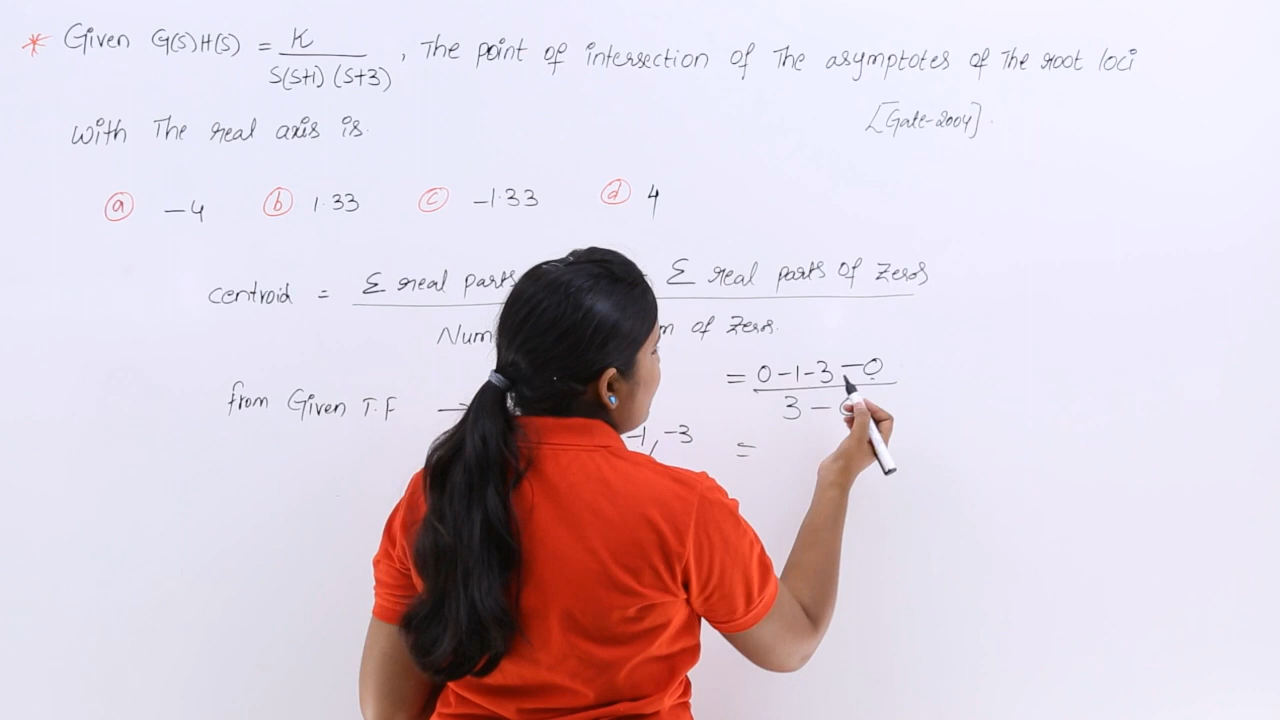 * Given G(S)H(S) = K / S(S+1)(S+3), The point of intersection of The asymptotes of The root loci
with The real axis is.
[Gate-2004].
(a) -4 (b) 1.33 (c) -1.33 (d) 4
centroid = Σ real parts Σ real parts of Zeros
of Zeros.
= 0-1-3-0
from Given T.F → 3 -
-1, -3 =